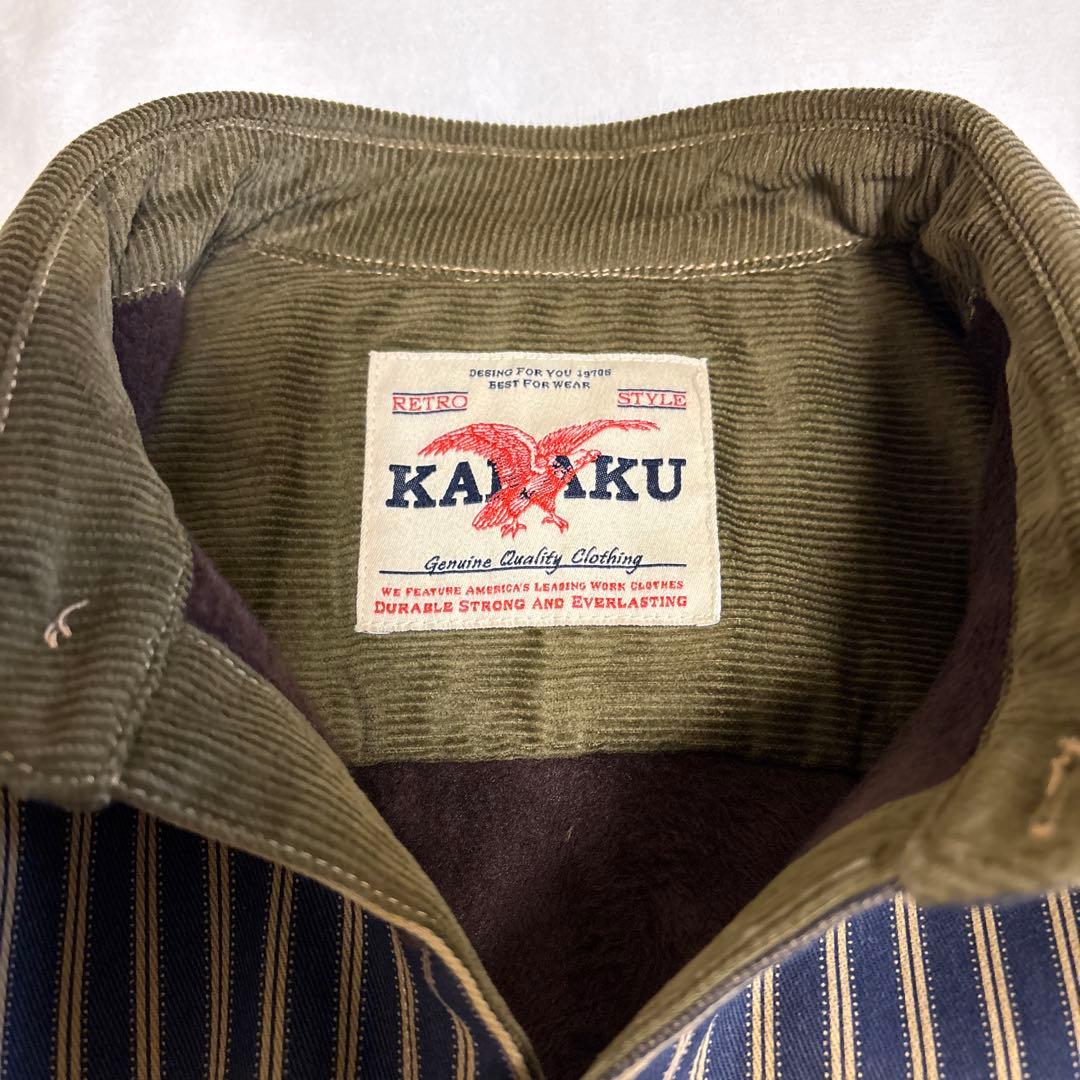 DESING FOR YOU 1970S
BEST FOR WEAR
RETRO STYLE
Genuine Quality Clothing
WE FEATURE AMERICA'S LEADING WORK CLOTHES
DURABLE STRONG AND EVERLASTING